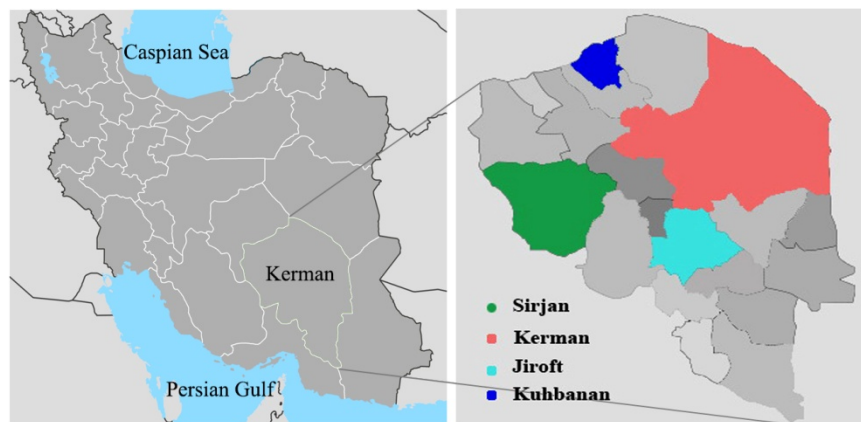 Caspian Sea
Kerman
Persian Gulf
Sirjan
Kerman
Jiroft
Kuhbanan